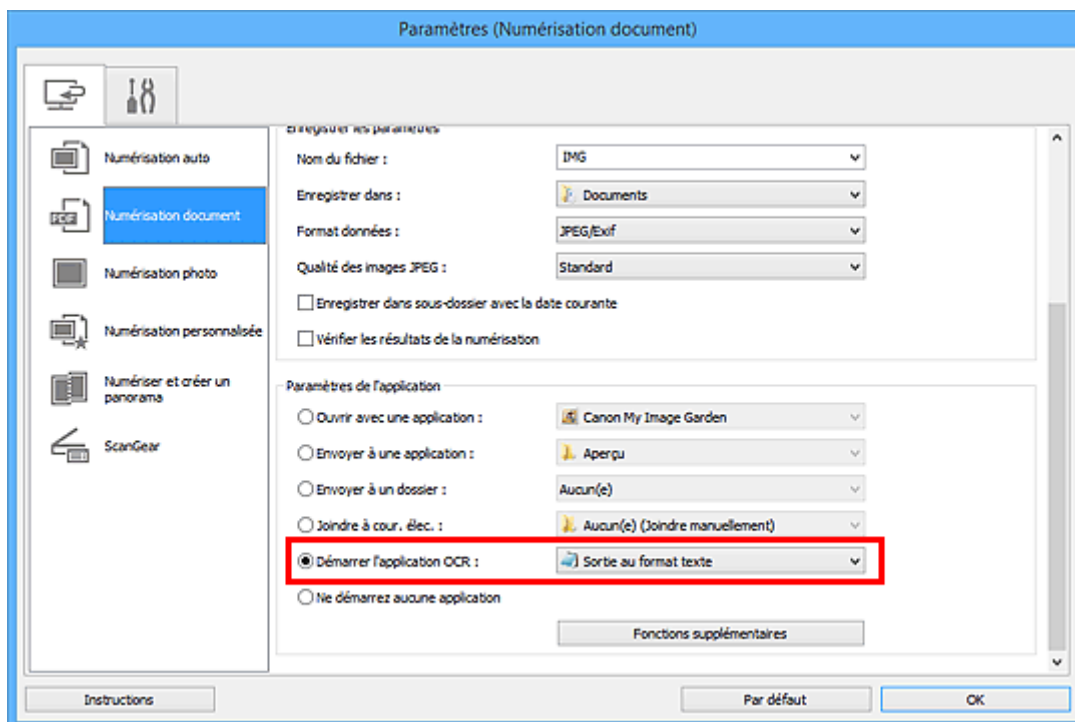 Paramètres (Numérisation document)
Numérisation auto
Numérisation document
Numérisation photo
Numérisation personnalisée
Numériser et créer un
panorama
ScanGear
Enregistrer les paramètres
Nom du fichier : IMG
Enregistrer dans : Documents
Format données : JPEG/Exif
Qualité des images JPEG : Standard
Enregistrer dans sous-dossier avec la date courante
Vérifier les résultats de la numérisation
Paramètres de l'application
Ouvrir avec une application : Canon My Image Garden
Envoyer à une application : Aperçu
Envoyer à un dossier : Aucun(e)
Joindre à cour. élec. : Aucun(e) (Joindre manuellement)
Démarrer l'application OCR : Sortie au format texte
Ne démarrez aucune application
Fonctions supplémentaires
Instructions
Par défaut
OK
PDF